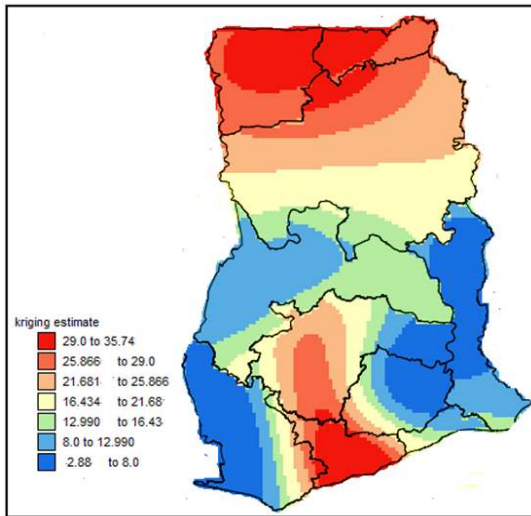 kriging estimate
29.0 to 35.74
25.866 to 29.0
21.681 to 25.866
16.434 to 21.68
12.990 to 16.43
8.0 to 12.990
2.88 to 8.0